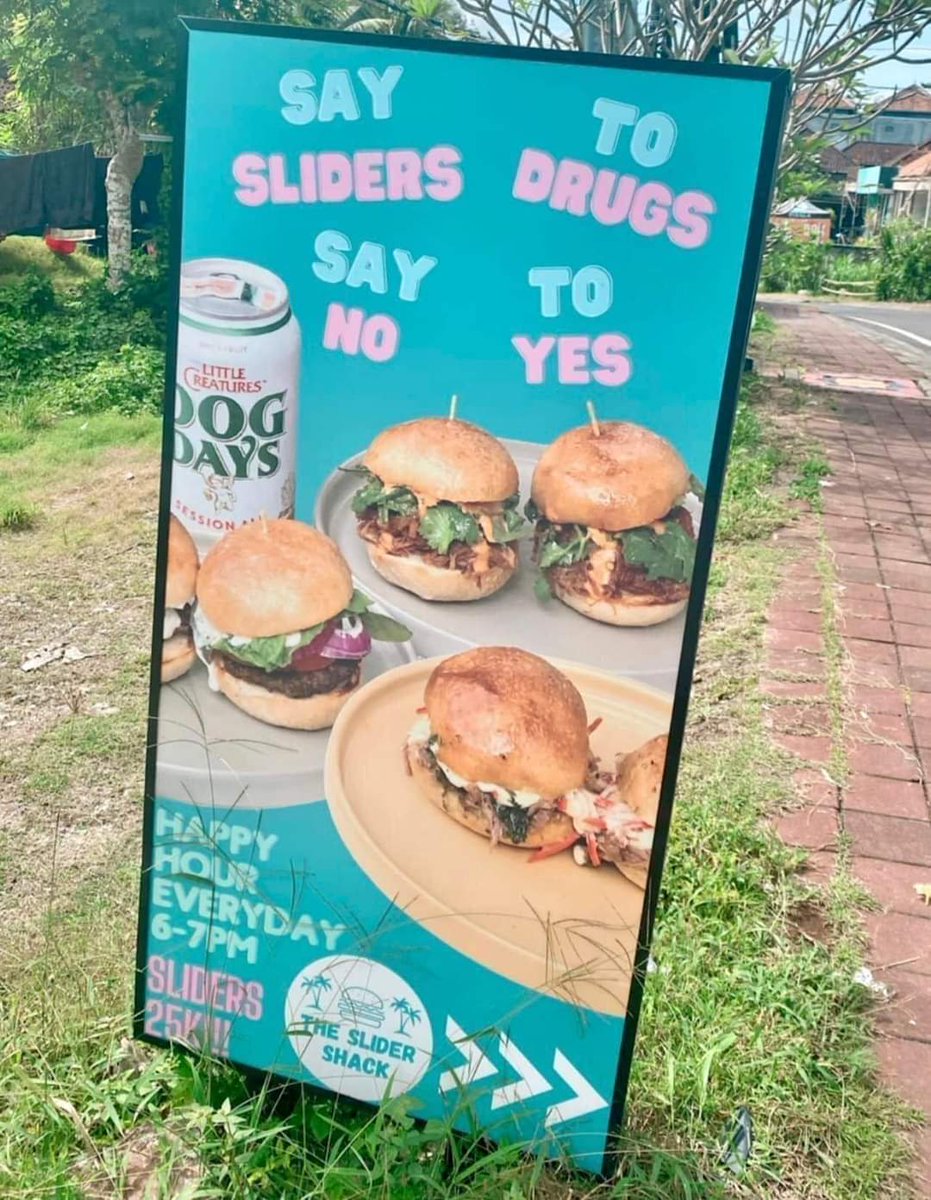 SAY TO
SLIDERS DRUGS
SAY TO
NO YES
LITTLE
CREATURES
DOG
DAYS
SESSION
HAPPY
HOUR
EVERYDAY
6-7PM
SLIDERS
25K!!
THE SLIDER
SHACK